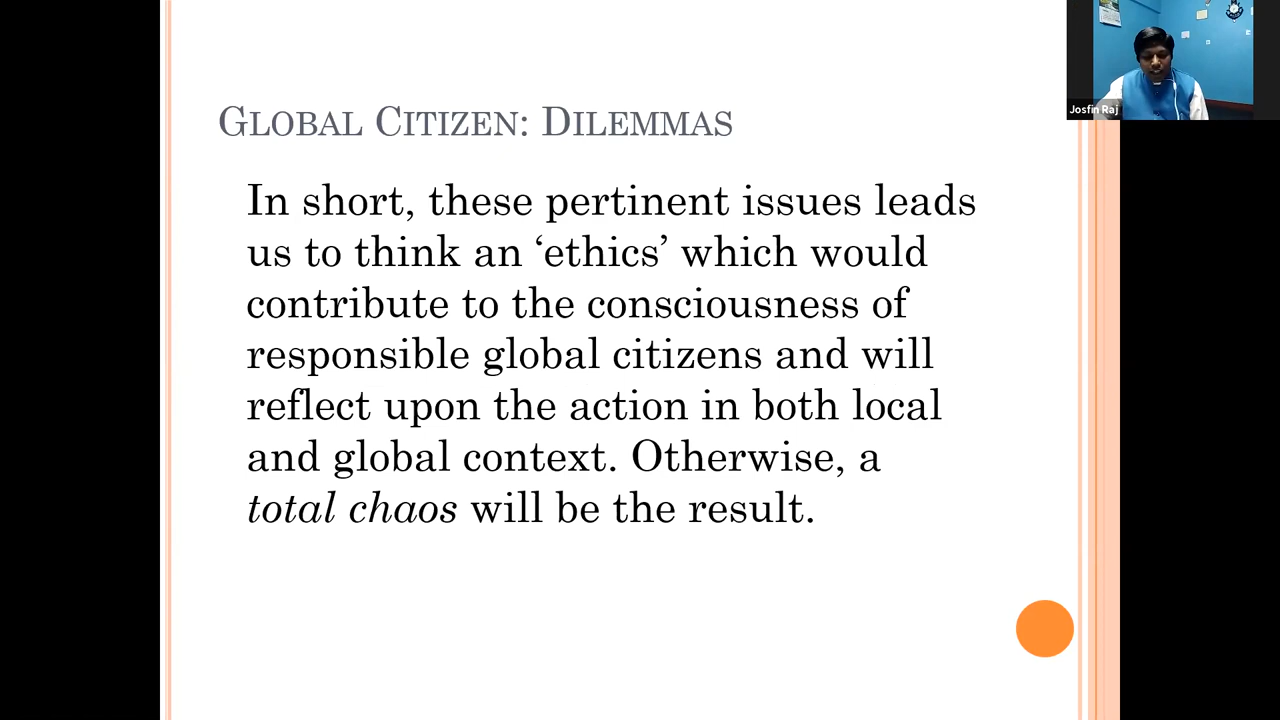 GLOBAL CITIZEN: DILEMMAS
In short, these pertinent issues leads
us to think an ‘ethics’ which would
contribute to the consciousness of
responsible global citizens and will
reflect upon the action in both local
and global context. Otherwise, a
total chaos will be the result.
Josfin Raj